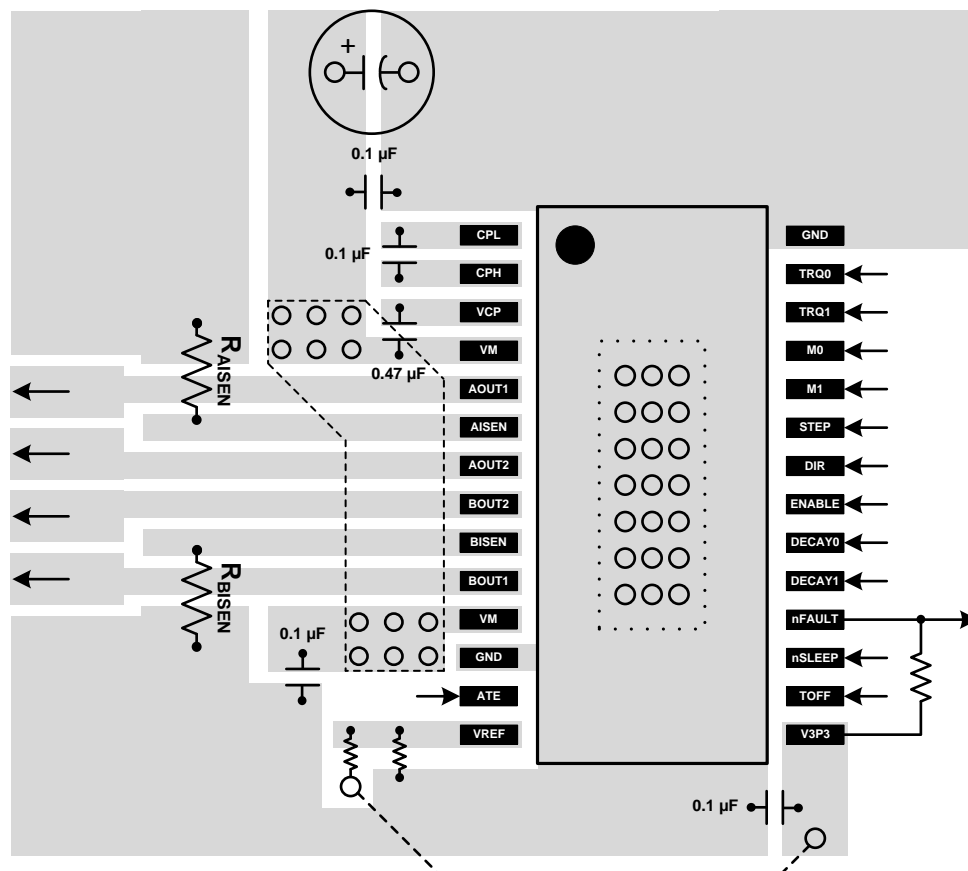 +
0.1 µF
CPL
GND
0.1 µF
CPH
TRQ0
VCP
TRQ1
VM
M0
R_AISEN
0.47 µF
AOUT1
M1
AISEN
STEP
AOUT2
DIR
BOUT2
ENABLE
BISEN
DECAY0
R_BISEN
BOUT1
DECAY1
VM
nFAULT
0.1 µF
GND
nSLEEP
ATE
TOFF
VREF
V3P3
0.1 µF